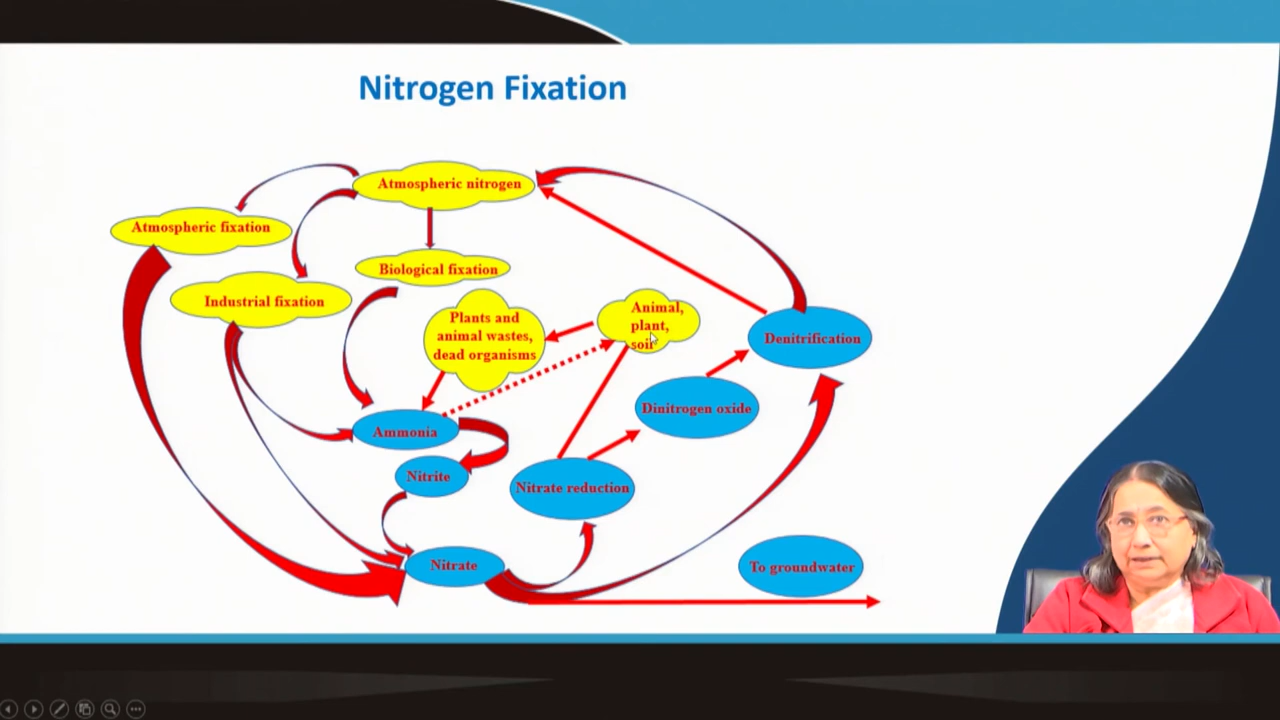 Nitrogen Fixation
Atmospheric nitrogen
Atmospheric fixation
Biological fixation
Industrial fixation
Plants and
animal wastes,
dead organisms
Animal,
plant,
soil
Denitrification
Dinitrogen oxide
Ammonia
Nitrite
Nitrate reduction
Nitrate
To groundwater